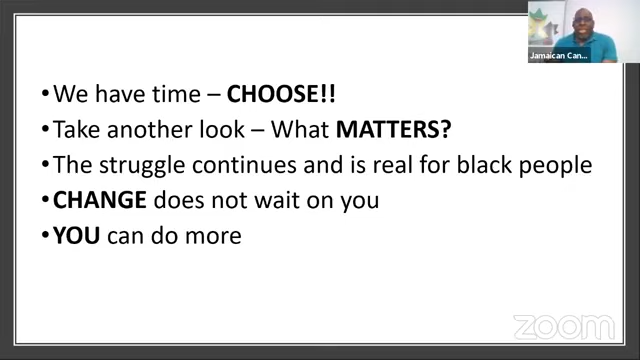 Jamaican Can...
•We have time – CHOOSE!!
•Take another look – What MATTERS?
•The struggle continues and is real for black people
•CHANGE does not wait on you
•YOU can do more
zoom